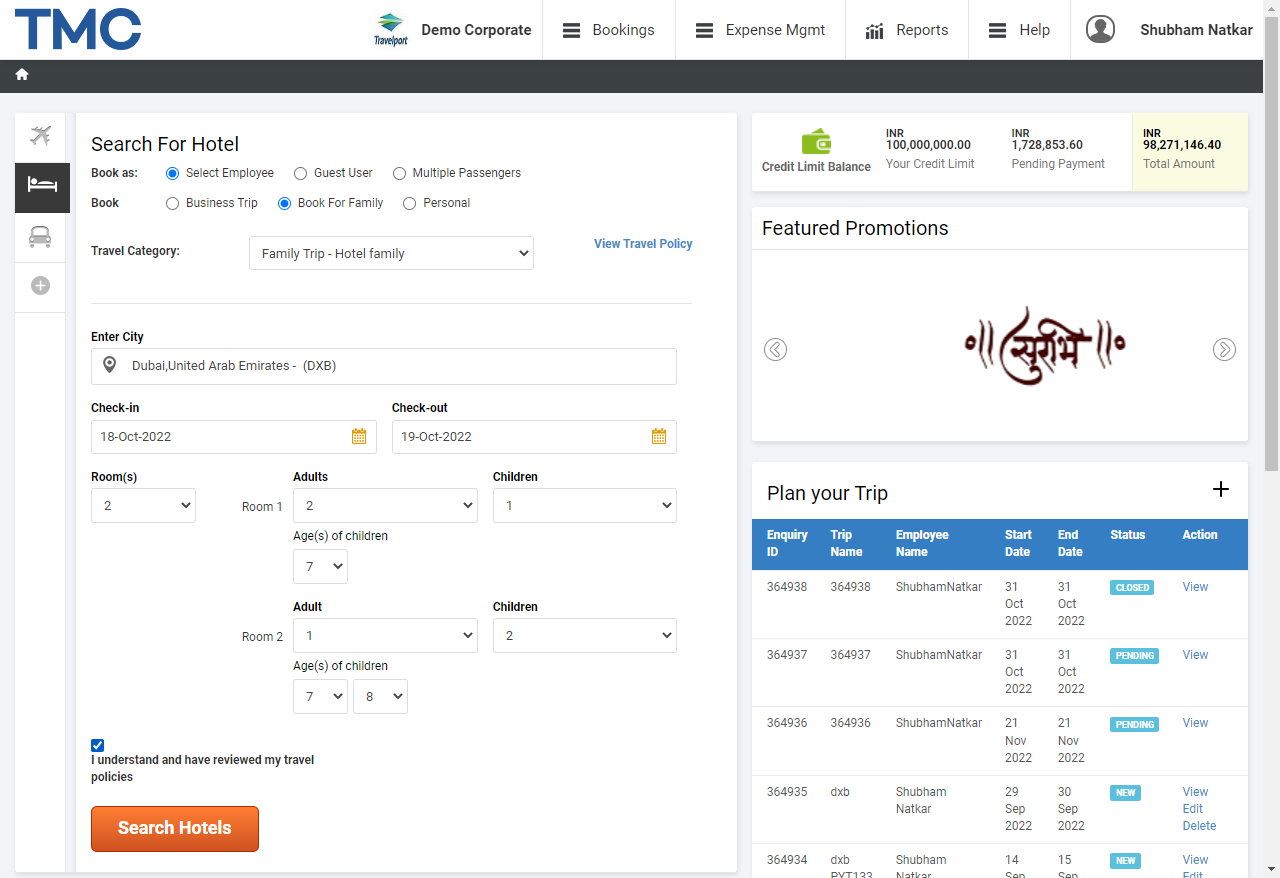 TMC
Travelport
Demo Corporate
Bookings
Expense Mgmt
Reports
Help
Shubham Natkar
Search For Hotel
Book as:
Select Employee
Guest User
Multiple Passengers
Book
Business Trip
Book For Family
Personal
Travel Category:
Family Trip - Hotel family
View Travel Policy
Enter City
Dubai,United Arab Emirates - (DXB)
Check-in
Check-out
18-Oct-2022
19-Oct-2022
Room(s)
Adults
Children
2
Room 1
2
1
Age(s) of children
7
Adult
Children
Room 2
1
2
Age(s) of children
7
8
I understand and have reviewed my travel
policies
Search Hotels
Credit Limit Balance
INR
100,000,000.00
Your Credit Limit
INR
1,728,853.60
Pending Payment
INR
98,271,146.40
Total Amount
Featured Promotions
॥ सुरभि ॥
Plan your Trip
Enquiry ID
Trip Name
Employee Name
Start Date
End Date
Status
Action
364938
364938
ShubhamNatkar
31 Oct 2022
31 Oct 2022
CLOSED
View
364937
364937
ShubhamNatkar
31 Oct 2022
31 Oct 2022
PENDING
View
364936
364936
ShubhamNatkar
21 Nov 2022
21 Nov 2022
PENDING
View
364935
dxb
Shubham Natkar
29 Sep 2022
30 Sep 2022
NEW
View
Edit
Delete
364934
dxb PYT133
Shubham Natkar
14 Sep
15 Sep
NEW
View
Edit